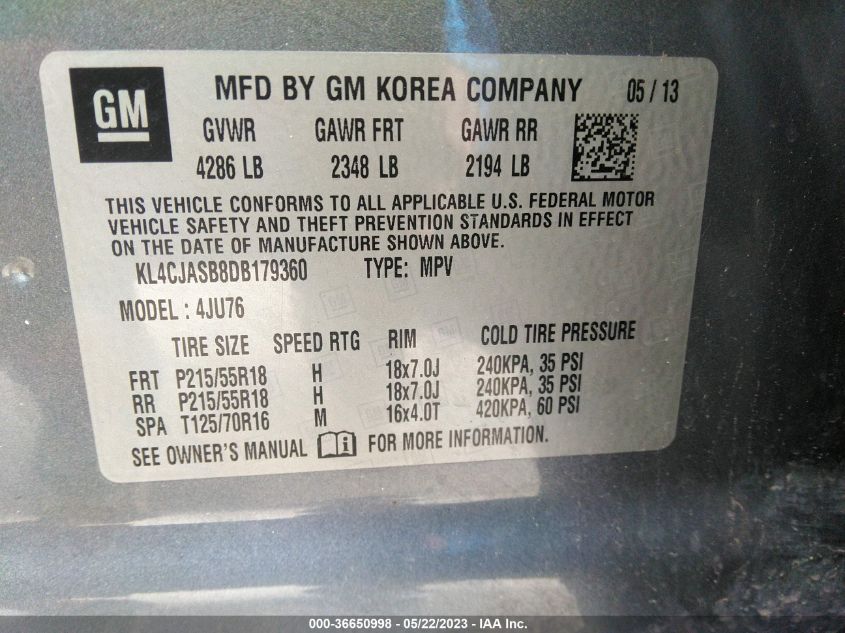 GM
MFD BY GM KOREA COMPANY 05 / 13
GVWR GAWR FRT GAWR RR
4286 LB 2348 LB 2194 LB
THIS VEHICLE CONFORMS TO ALL APPLICABLE U.S. FEDERAL MOTOR
VEHICLE SAFETY AND THEFT PREVENTION STANDARDS IN EFFECT
ON THE DATE OF MANUFACTURE SHOWN ABOVE.
KL4CJASB8DB179360 TYPE: MPV
MODEL : 4JU76
TIRE SIZE SPEED RTG RIM COLD TIRE PRESSURE
FRT P215/55R18 H 18x7.0J 240KPA, 35 PSI
RR P215/55R18 H 18x7.0J 240KPA, 35 PSI
SPA T125/70R16 M 16x4.0T 420KPA, 60 PSI
SEE OWNER'S MANUAL i FOR MORE INFORMATION.
000-36650998 - 05/22/2023 - IAA Inc.